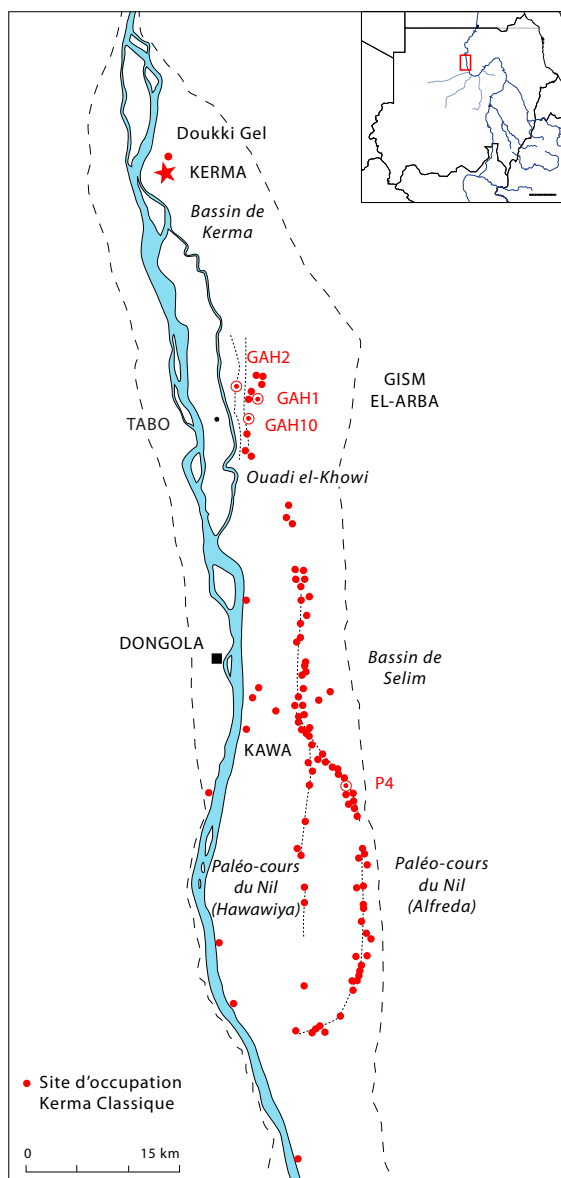 Doukki Gel
KERMA
Bassin de
Kerma
GAH2
GAH1
GAH10
GISM
EL-ARBA
TABO
Ouadi el-Khowi
DONGOLA
Bassin de
Selim
KAWA
P4
Paléo-cours
du Nil
(Hawawiya)
Paléo-cours
du Nil
(Alfreda)
Site d'occupation
Kerma Classique
0 15 km